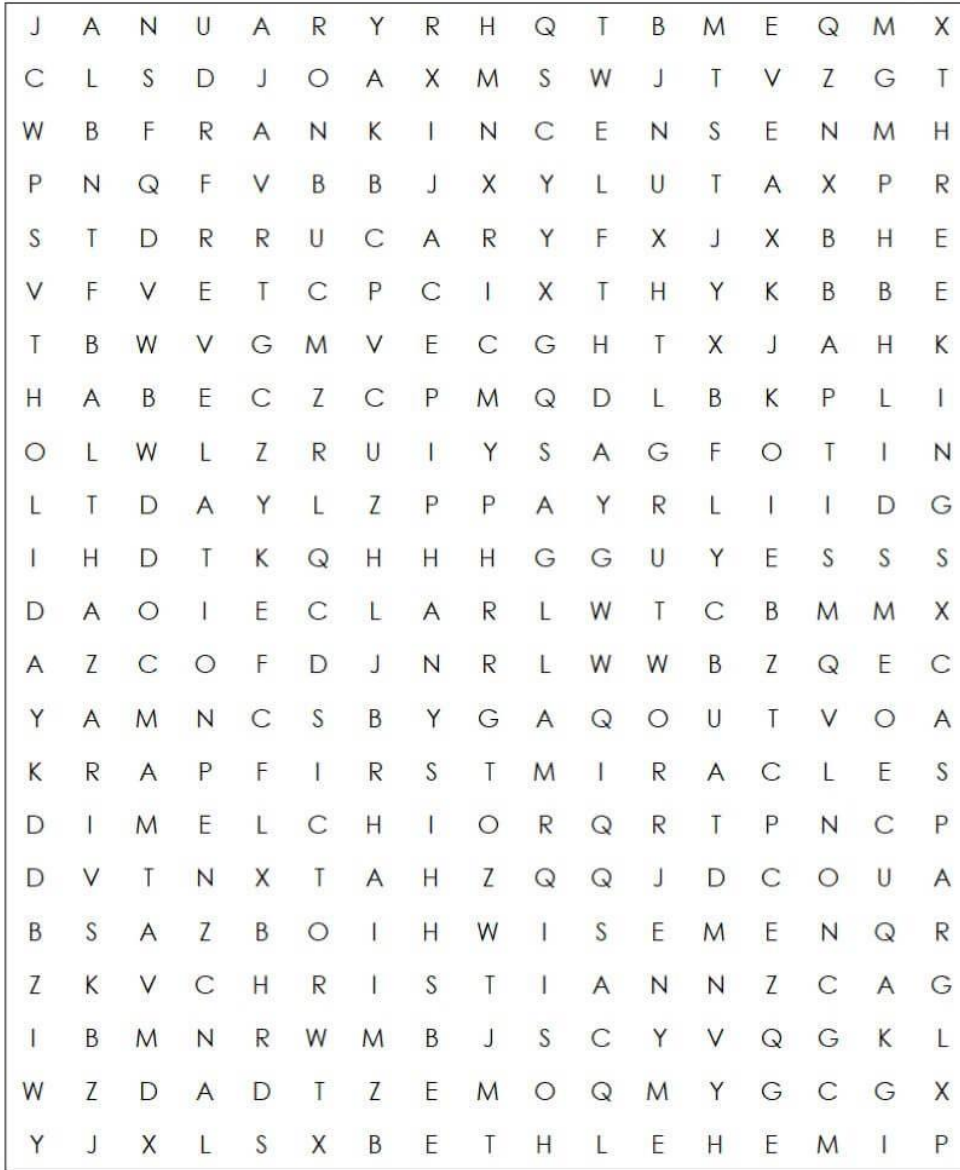 J A N U A R Y R H Q T B M E Q M X
C L S D J O A X M S W J T V Z G T
W B F R A N K I N C E N S E N M H
P N Q F V B B J X Y L U T A X P R
S T D R R U C A R Y F X J X B H E
V F V E T C P C I X T H Y K B B E
T B W V G M V E C G H T X J A H K
H A B E C Z C P M Q D L B K P L I
O L W L Z R U I Y S A G F O T I N
L T D A Y L Z P P A Y R L I I D G
I H D T K Q H H H G G U Y E S S S
D A O I E C L A R L W T C B M M X
A Z C O F D J N R L W W B Z Q E C
Y A M N C S B Y G A Q O U T V O A
K R A P F I R S T M I R A C L E S
D I M E L C H I O R Q R T P N C P
D V T N X T A H Z Q Q J D C O U A
B S A Z B O I H W I S E M E N Q R
Z K V C H R I S T I A N N Z C A G
I B M N R W M B J S C Y V Q G K L
W Z D A D T Z E M O Q M Y G C G X
Y J X L S X B E T H L E H E M I P